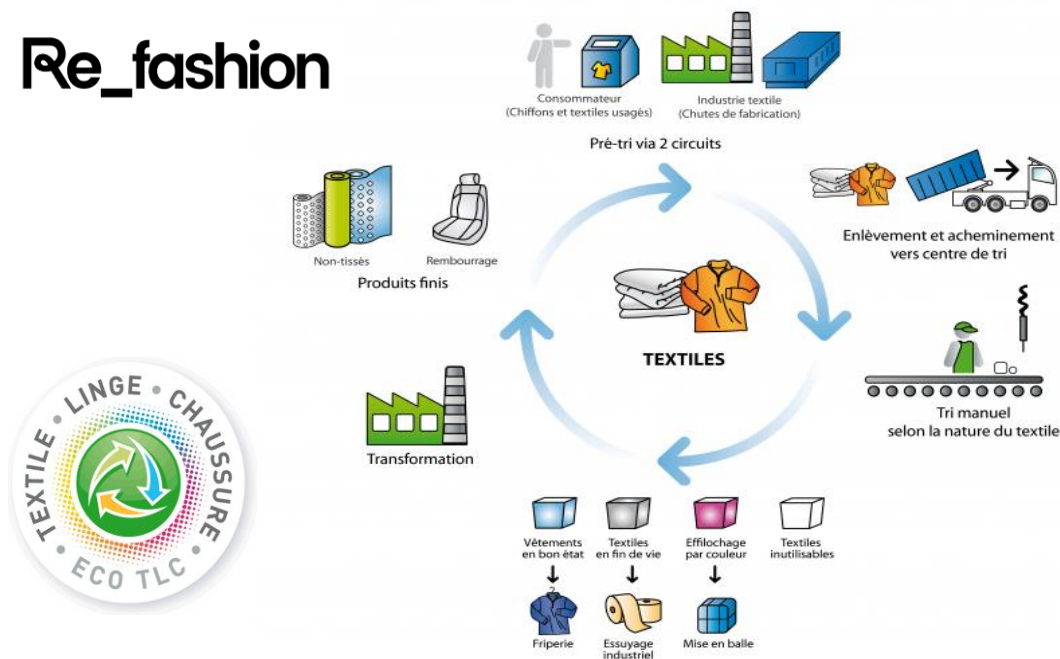 Re_fashion
Consommateur
(Chiffons et textiles usagés)
Industrie textile
(Chutes de fabrication)
Pré-tri via 2 circuits
Enlèvement et acheminement
vers centre de tri
Non-tissés
Rembourrage
Produits finis
TEXTILES
Tri manuel
selon la nature du textile
Transformation
TEXTILE • LINGE • CHAUSSURE • ECO TLC •
Vêtements
en bon état
Textiles
en fin de vie
Effilochage
par couleur
Textiles
inutilisables
Friperie
Essuyage
industriel
Mise en balle